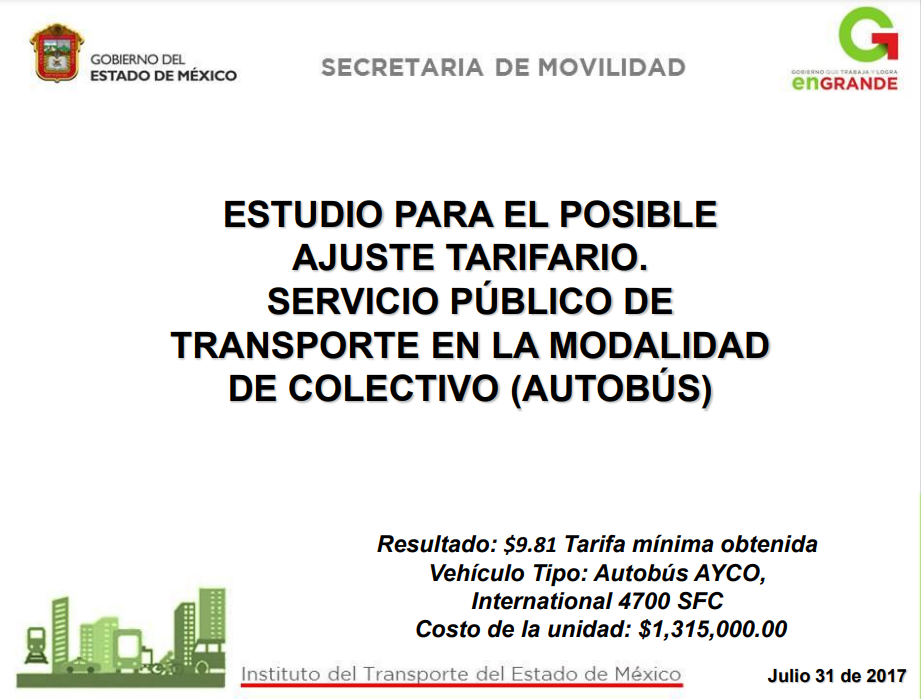 GOBIERNO DEL
ESTADO DE MÉXICO
SECRETARIA DE MOVILIDAD
GOBIERNO QUE TRABAJA Y LOGRA
enGRANDE
ESTUDIO PARA EL POSIBLE
AJUSTE TARIFARIO.
SERVICIO PÚBLICO DE
TRANSPORTE EN LA MODALIDAD
DE COLECTIVO (AUTOBÚS)
Resultado: $9.81 Tarifa mínima obtenida
Vehículo Tipo: Autobús AYCO,
International 4700 SFC
Costo de la unidad: $1,315,000.00
Instituto del Transporte del Estado de México
Julio 31 de 2017